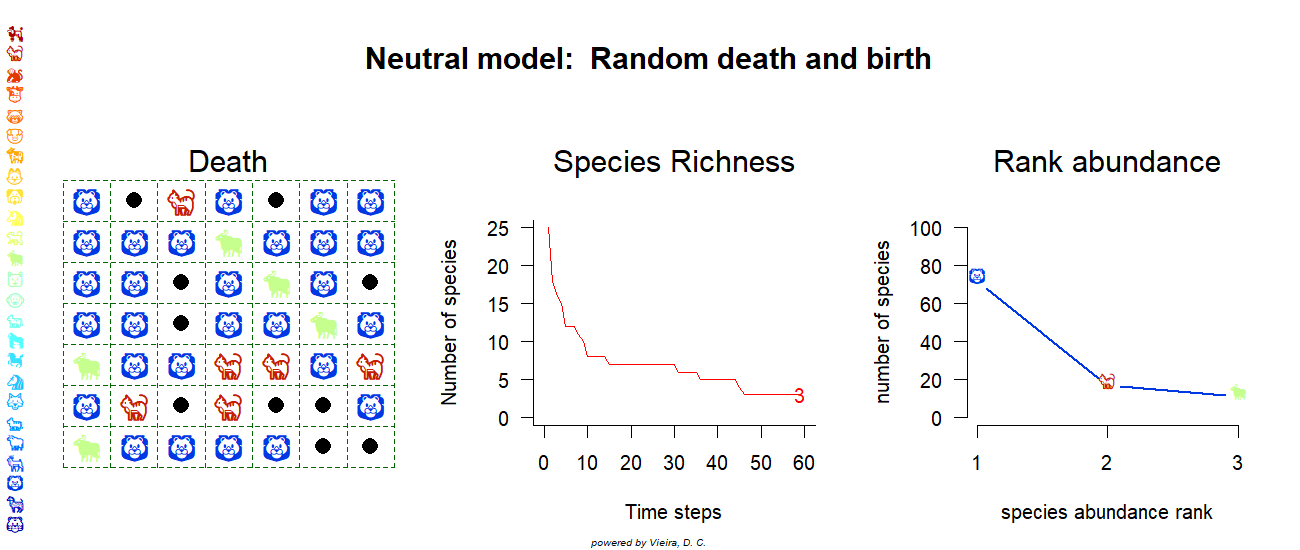 Neutral model:  Random death and birth
Death
Species Richness
Number of species
25
20
15
10
5
0
3
0 10 20 30 40 50 60
Time steps
Rank abundance
number of species
100
80
60
40
20
0
1 2 3
species abundance rank
powered by Vieira, D. C.